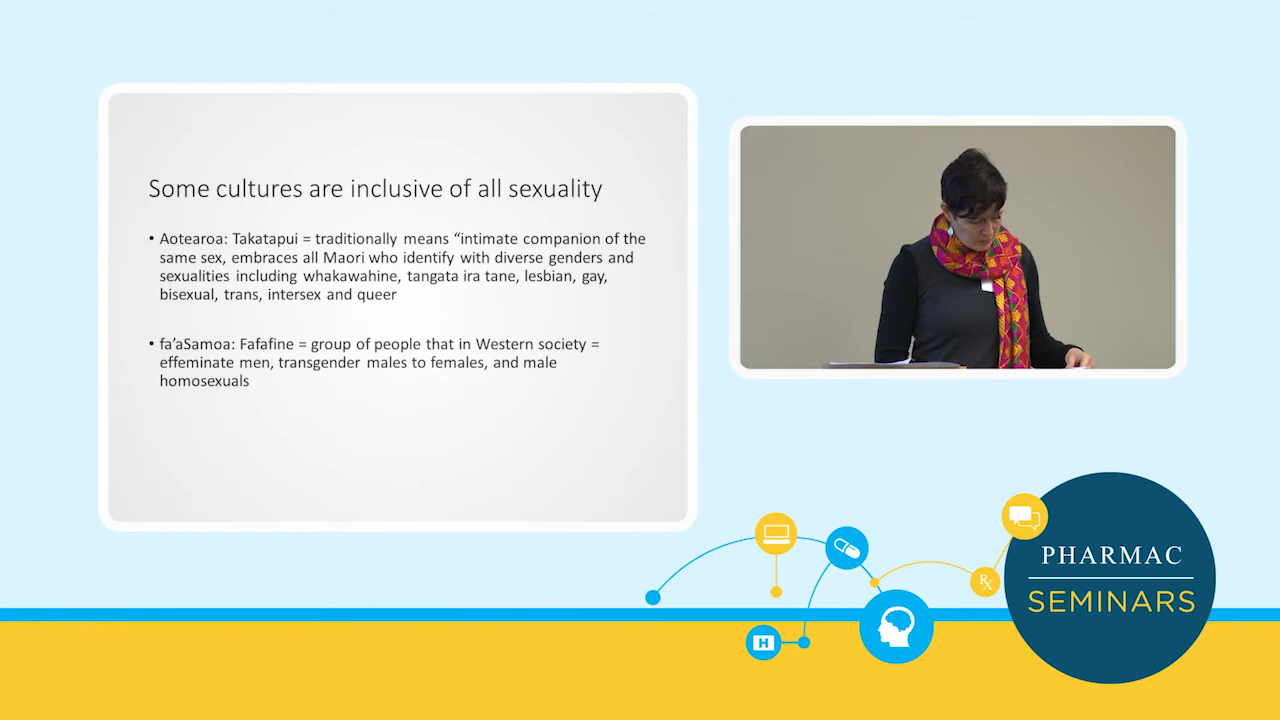 Some cultures are inclusive of all sexuality
• Aotearoa: Takatapui = traditionally means “intimate companion of the
same sex, embraces all Maori who identify with diverse genders and
sexualities including whakawahine, tangata ira tane, lesbian, gay,
bisexual, trans, intersex and queer
• fa’aSamoa: Fafafine = group of people that in Western society =
effeminate men, transgender males to females, and male
homosexuals
H
Rx
PHARMAC
SEMINARS